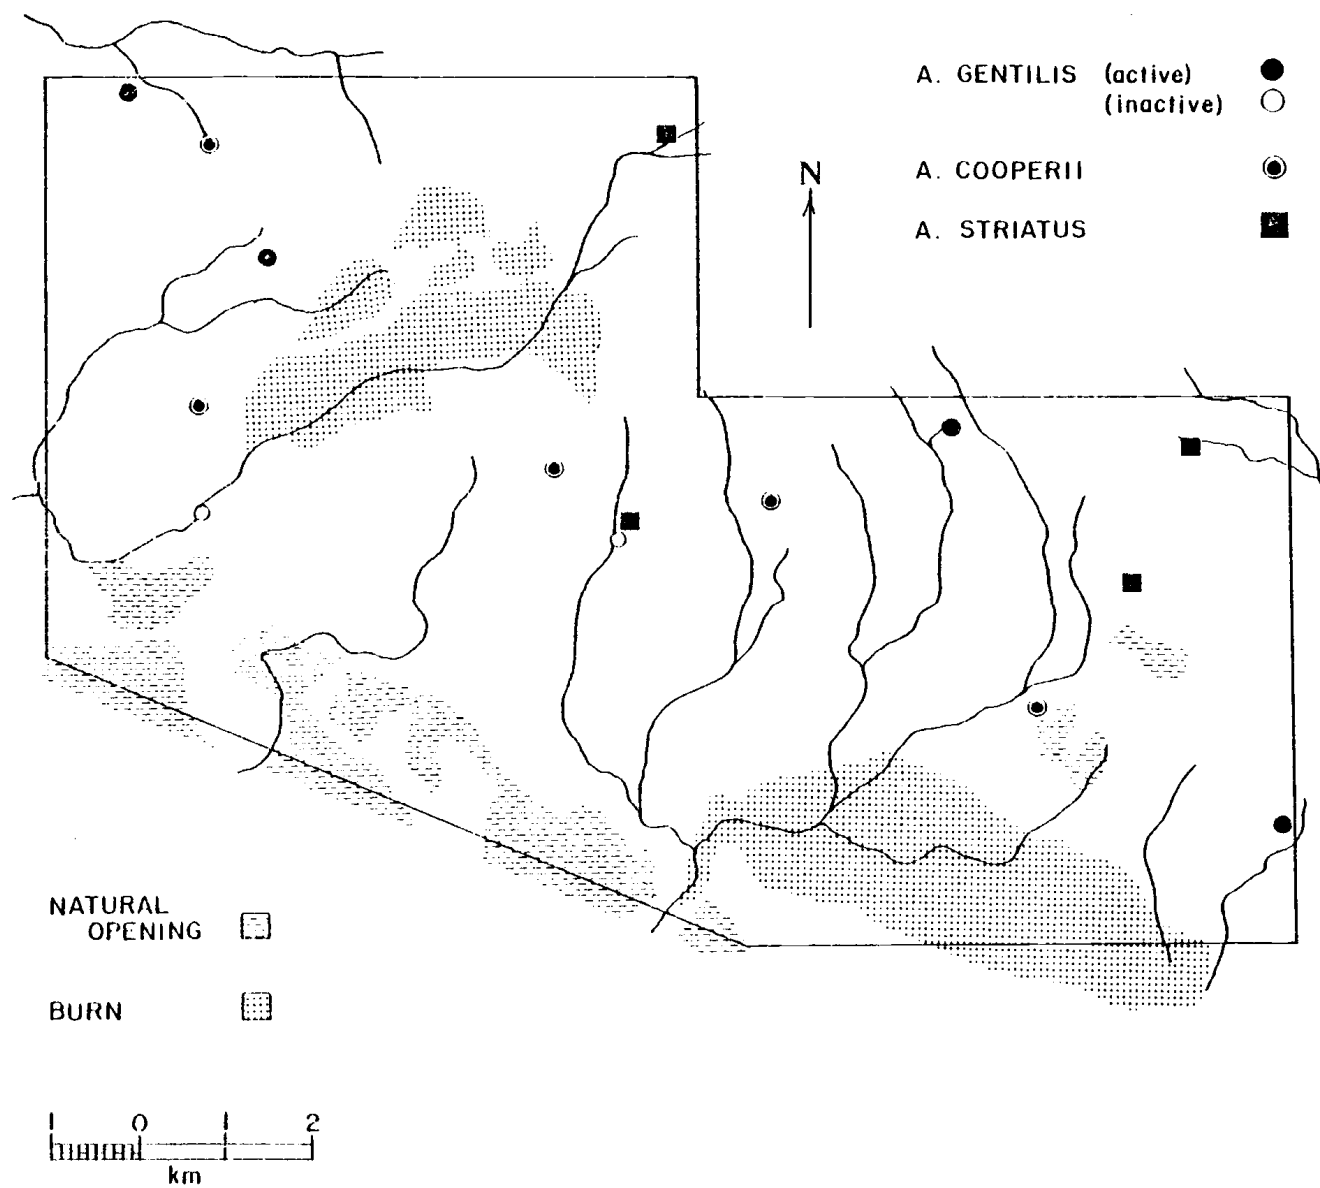 A. GENTILIS (active)
(inactive)
N
A. COOPERII
A. STRIATUS
NATURAL
OPENING
BURN
1 0 1 2
km